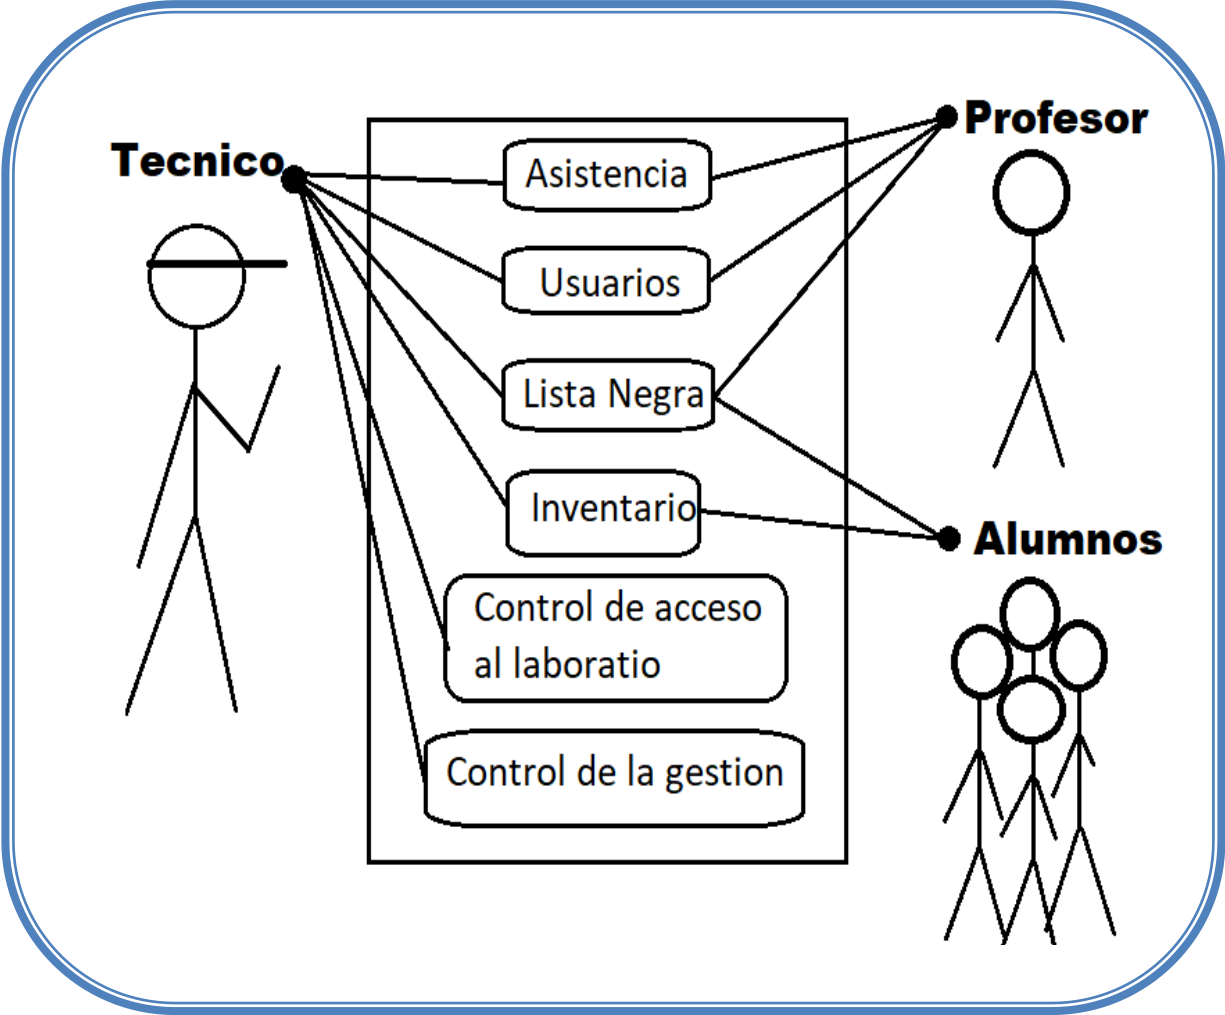 Tecnico
Profesor
Asistencia
Usuarios
Lista Negra
Inventario
Alumnos
Control de acceso
al laboratio
Control de la gestion